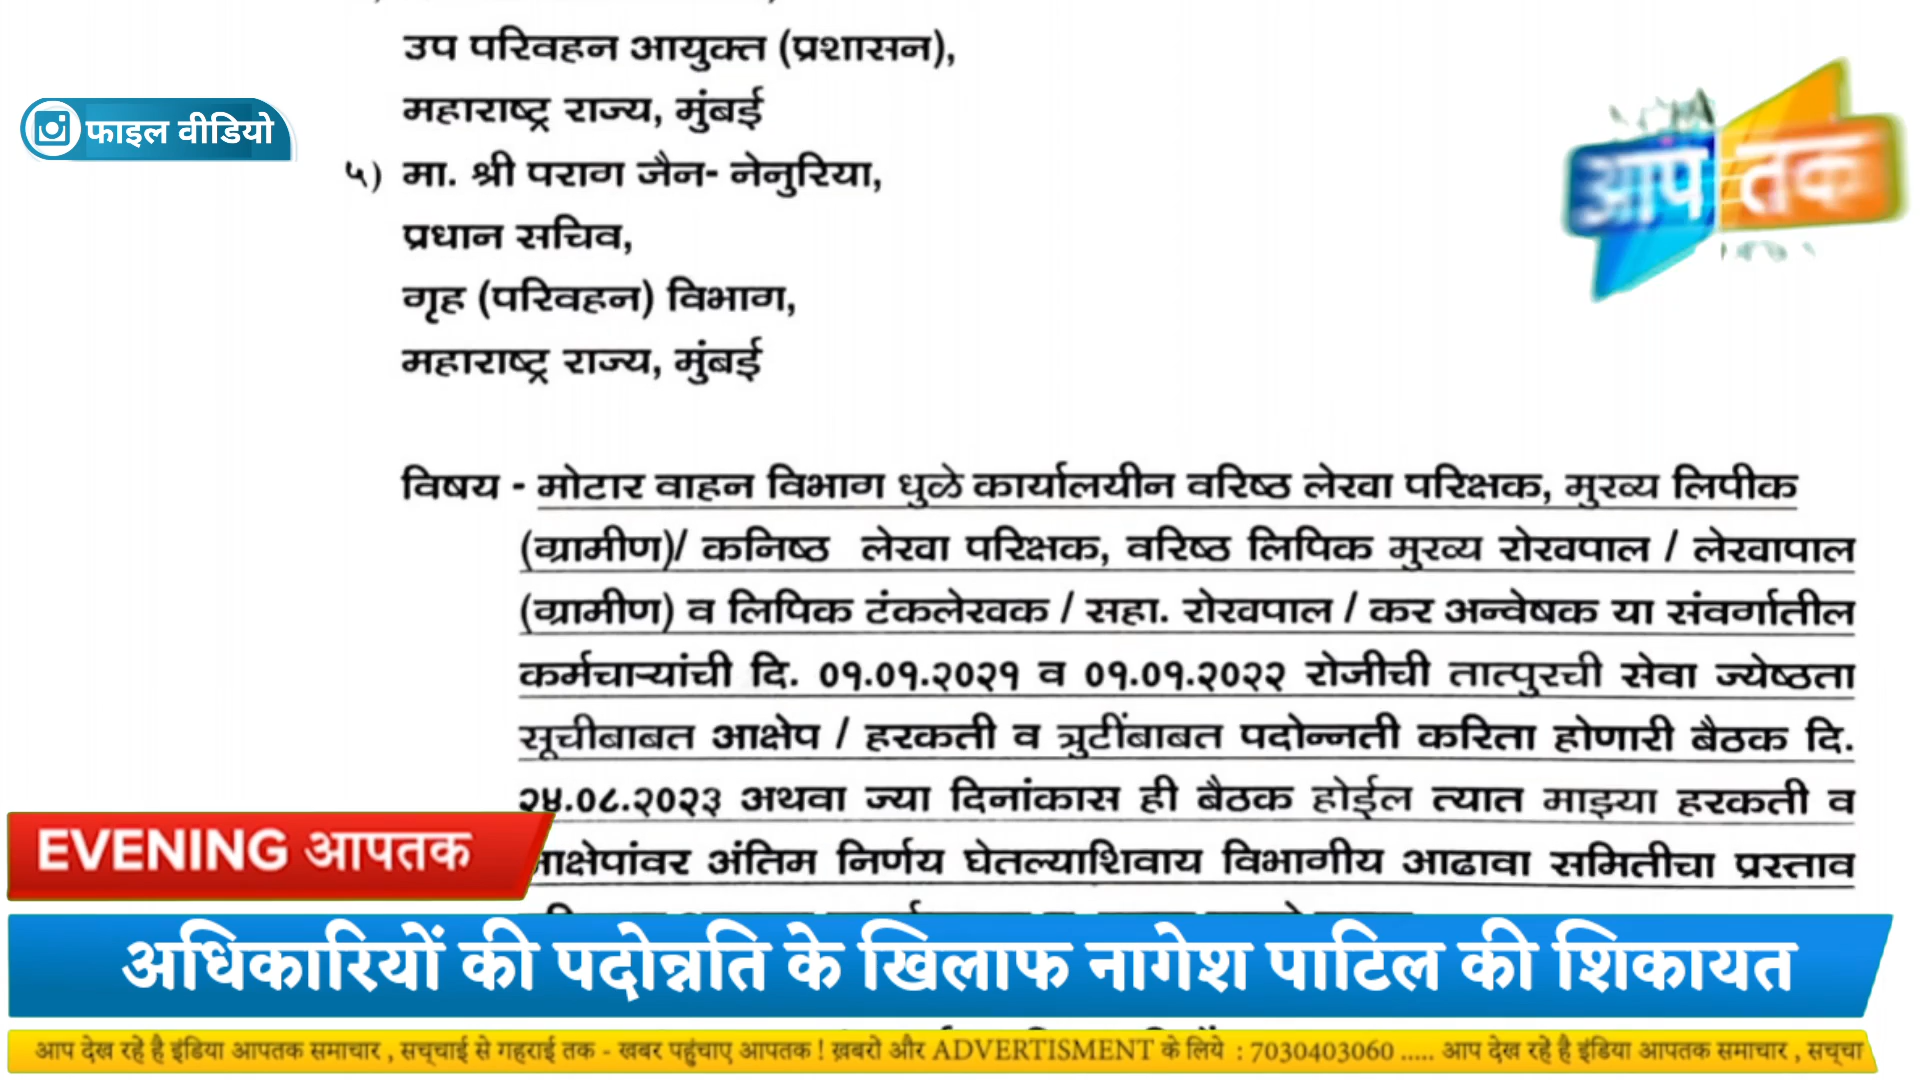 उप परिवहन आयुक्त (प्रशासन),
महाराष्ट्र राज्य, मुंबई
फाइल वीडियो
आप तक
५) मा. श्री पराग जैन- नेनुरिया,
प्रधान सचिव,
गृह (परिवहन) विभाग,
महाराष्ट्र राज्य, मुंबई
विषय - मोटार वाहन विभाग धुळे कार्यालयीन वरिष्ठ लेखा परिक्षक, मुख्य लिपीक
(ग्रामीण)/ कनिष्ठ लेखा परिक्षक, वरिष्ठ लिपिक मुख्य रोखपाल / लेखापाल
(ग्रामीण) व लिपिक टंकलेखक / सहा. रोखपाल / कर अन्वेषक या संवर्गातील
कर्मचाऱ्यांची दि. ०१.०१.२०२१ व ०१.०१.२०२२ रोजीची तात्पुरची सेवा ज्येष्ठता
सूचीबाबत आक्षेप / हरकती व त्रुटींबाबत पदोन्नती करिता होणारी बैठक दि.
२४.०८.२०२३ अथवा ज्या दिनांकास ही बैठक होईल त्यात माझ्या हरकती व
अंतिम निर्णय घेतल्याशिवाय विभागीय आढावा समितीचा प्रस्ताव
EVENING आपतक
अधिकारियों की पदोन्नति के खिलाफ नागेश पाटिल की शिकायत
आप देख रहे है इंडिया आपतक समाचार , सच्चाई से गहराई तक - खबर पहुंचाए आपतक ! ख़बरो और ADVERTISMENT के लिये : 7030403060 ..... आप देख रहे है इंडिया आपतक समाचार , सच्चा